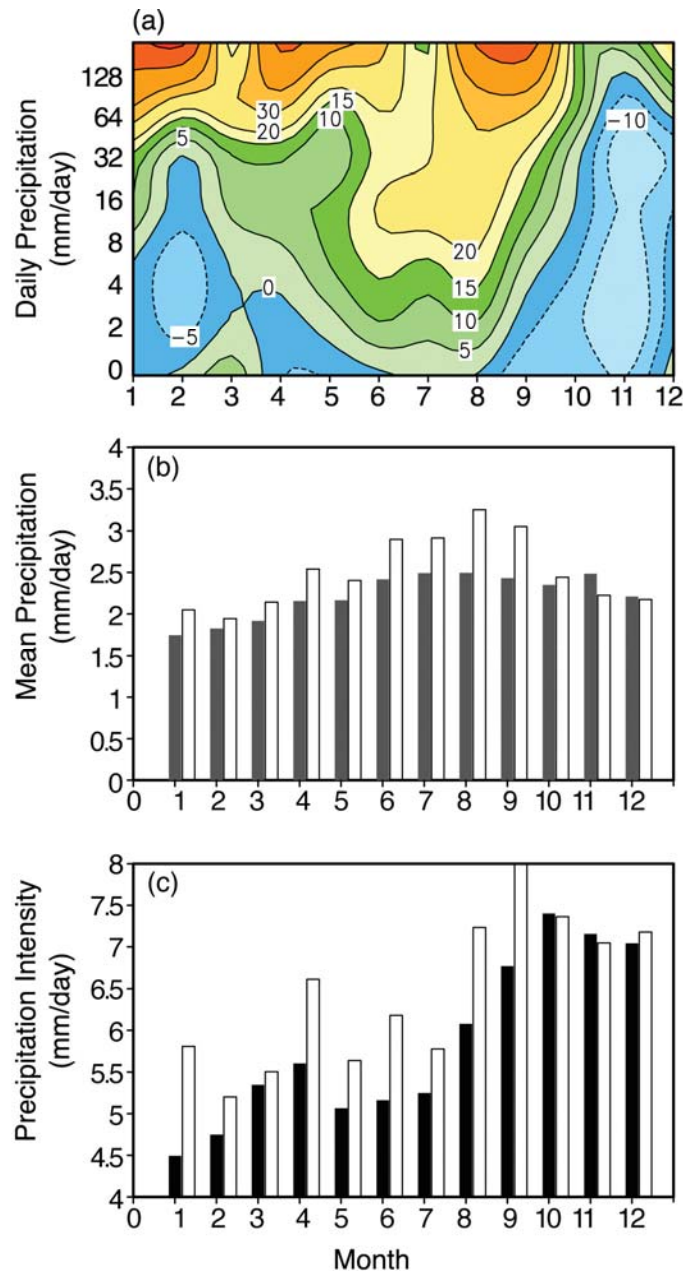 (a)
128
64
32
16
8
4
2
0
Daily Precipitation
(mm/day)
5
30
20
15
10
−10
0
−5
20
15
10
5
1 2 3 4 5 6 7 8 9 10 11 12
(b)
4
3.5
3
2.5
2
1.5
1
0.5
0
Mean Precipitation
(mm/day)
0 1 2 3 4 5 6 7 8 9 10 11 12
(c)
8
7.5
7
6.5
6
5.5
5
4.5
4
Precipitation Intensity
(mm/day)
0 1 2 3 4 5 6 7 8 9 10 11 12
Month